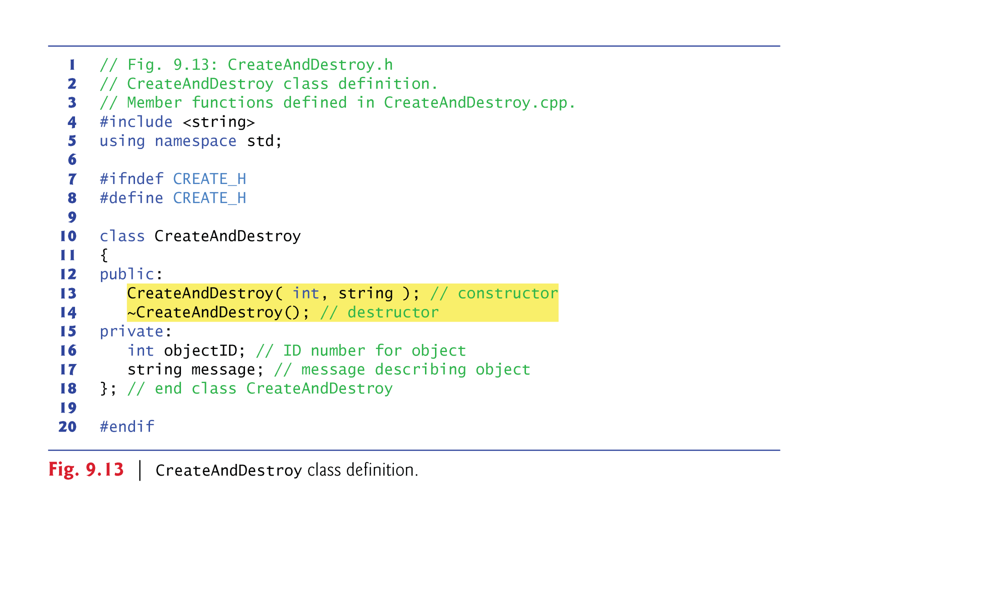 1 // Fig. 9.13: CreateAndDestroy.h
2 // CreateAndDestroy class definition.
3 // Member functions defined in CreateAndDestroy.cpp.
4 #include <string>
5 using namespace std;
6
7 #ifndef CREATE_H
8 #define CREATE_H
9
10 class CreateAndDestroy
11 {
12 public:
13    CreateAndDestroy( int, string ); // constructor
14    ~CreateAndDestroy(); // destructor
15 private:
16    int objectID; // ID number for object
17    string message; // message describing object
18 }; // end class CreateAndDestroy
19
20 #endif
Fig. 9.13 | CreateAndDestroy class definition.